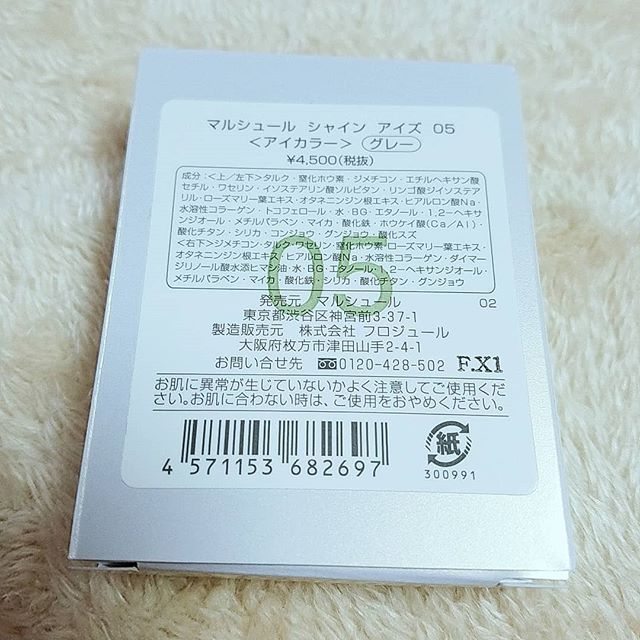 マルシュール シャイン アイズ 05
<アイカラー> グレー
¥4,500(税抜)
成分:<上/左下>タルク・窒化ホウ素・ジメチコン・エチルヘキサン酸
セチル・ワセリン・イソステアリン酸ソルビタン・リンゴ酸ジイソステア
リル・ローズマリー葉エキス・オタネニンジン根エキス・ヒアルロン酸Na・
水溶性コラーゲン・トコフェロール・水・BG・エタノール・1,2-ヘキサ
ンジオール・メチルパラベン・マイカ・酸化鉄・ホウケイ酸(Ca/Al)・
酸化チタン・シリカ・コンジョウ・グンジョウ・酸化スズ
<右下>ジメチコン・タルク・ワセリン・窒化ホウ素・ローズマリー葉エキス・
オタネニンジン根エキス・ヒアルロン酸Na・水溶性コラーゲン・ダイマー
ジリノール酸水添ヒマシ油・水・BG・エタノール・1,2-ヘキサンジオール・
メチルパラベン・マイカ・酸化鉄・シリカ・酸化チタン・グンジョウ
05
発売元 マルシュール 02
東京都渋谷区神宮前3-37-1
製造販売元 株式会社 フロジュール
大阪府枚方市津田山手2-4-1
お問い合せ先 0120-428-502 F.X1
お肌に異常が生じていないかよく注意してご使用くだ
さい。お肌に合わない時は、ご使用をおやめください。
4 571153 682697
紙
300991